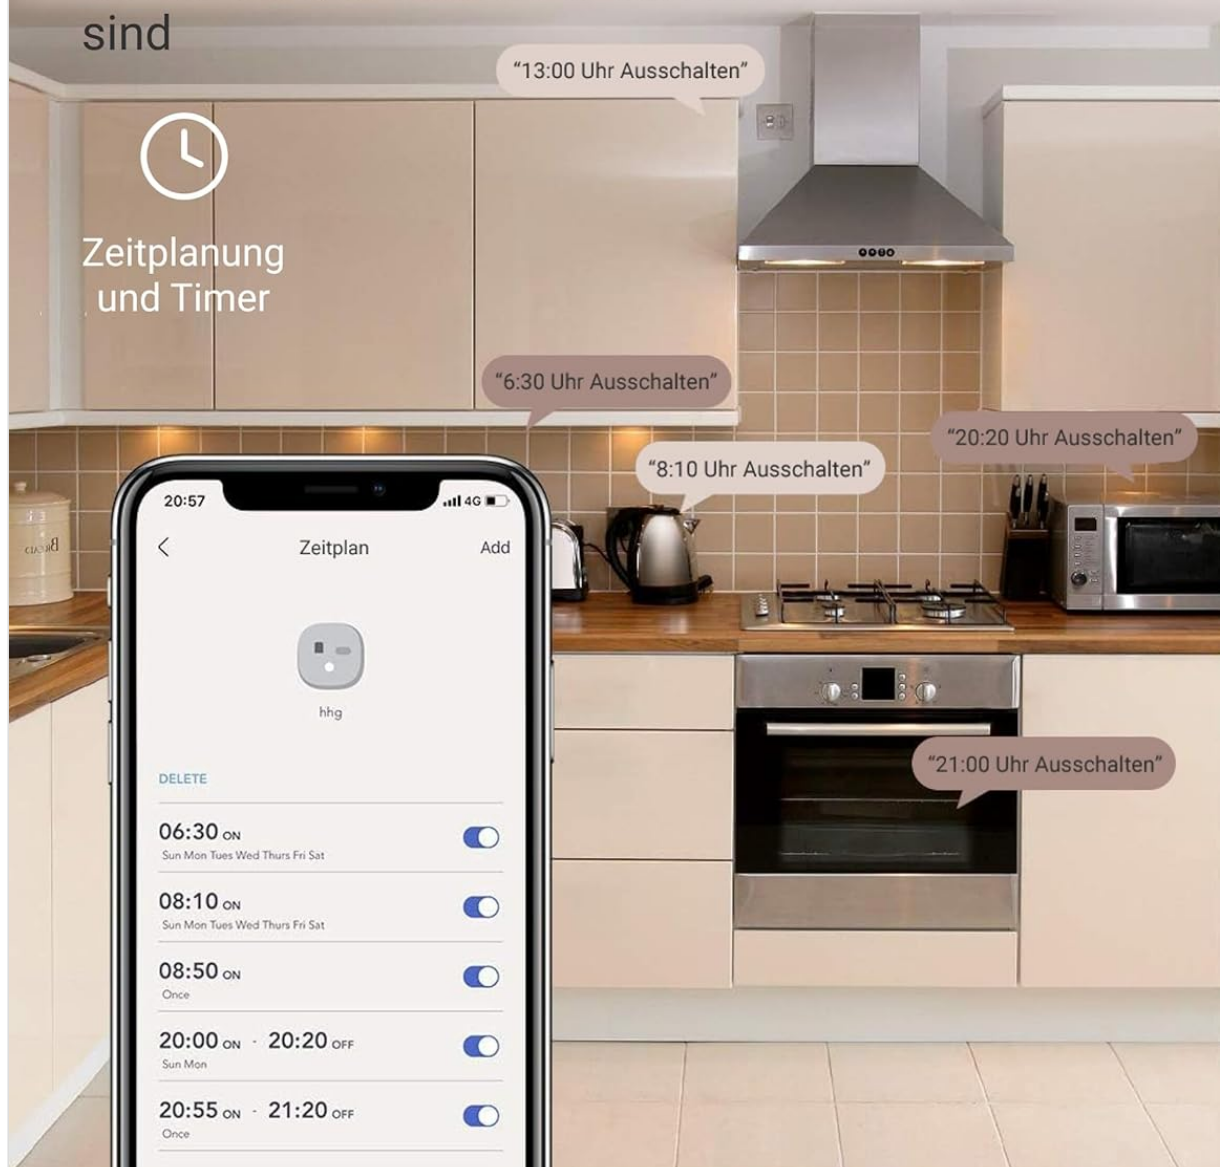 sind
“13:00 Uhr Ausschalten”
Zeitplanung
und Timer
“6:30 Uhr Ausschalten”
“20:20 Uhr Ausschalten”
“8:10 Uhr Ausschalten”
20:57
4G
Zeitplan
Add
BREAD
hhg
DELETE
“21:00 Uhr Ausschalten”
06:30 ON
Sun Mon Tues Wed Thurs Fri Sat
08:10 ON
Sun Mon Tues Wed Thurs Fri Sat
08:50 ON
Once
20:00 ON - 20:20 OFF
Sun Mon
20:55 ON - 21:20 OFF
Once